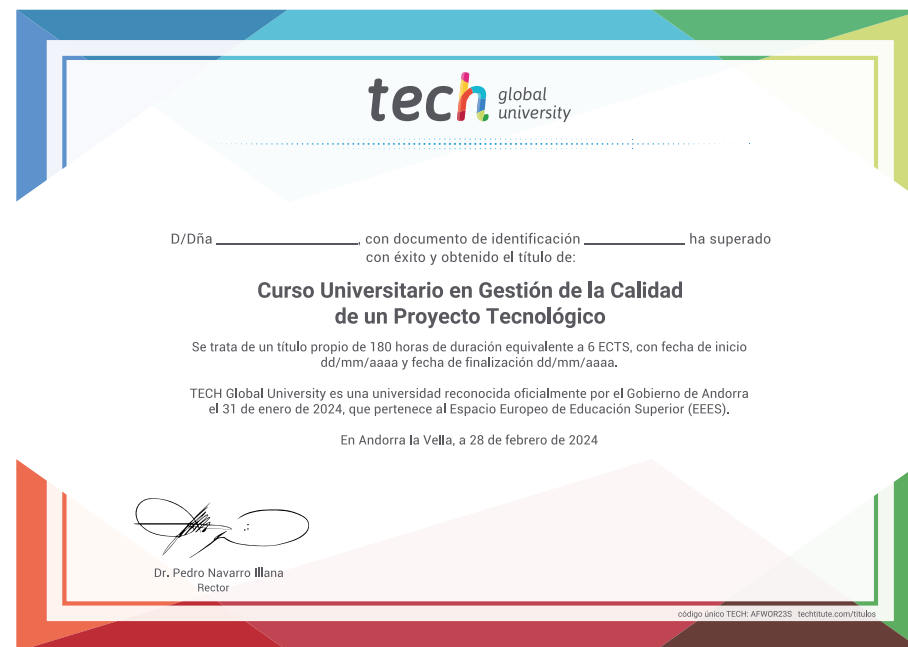 tech global
university
D/Dña ____________________, con documento de identificación ______________ ha superado
con éxito y obtenido el título de:
Curso Universitario en Gestión de la Calidad
de un Proyecto Tecnológico
Se trata de un título propio de 180 horas de duración equivalente a 6 ECTS, con fecha de inicio
dd/mm/aaaa y fecha de finalización dd/mm/aaaa.
TECH Global University es una universidad reconocida oficialmente por el Gobierno de Andorra
el 31 de enero de 2024, que pertenece al Espacio Europeo de Educación Superior (EEES).
En Andorra la Vella, a 28 de febrero de 2024
Dr. Pedro Navarro Illana
Rector
código único TECH: AFWOR23S techtitute.com/titulos